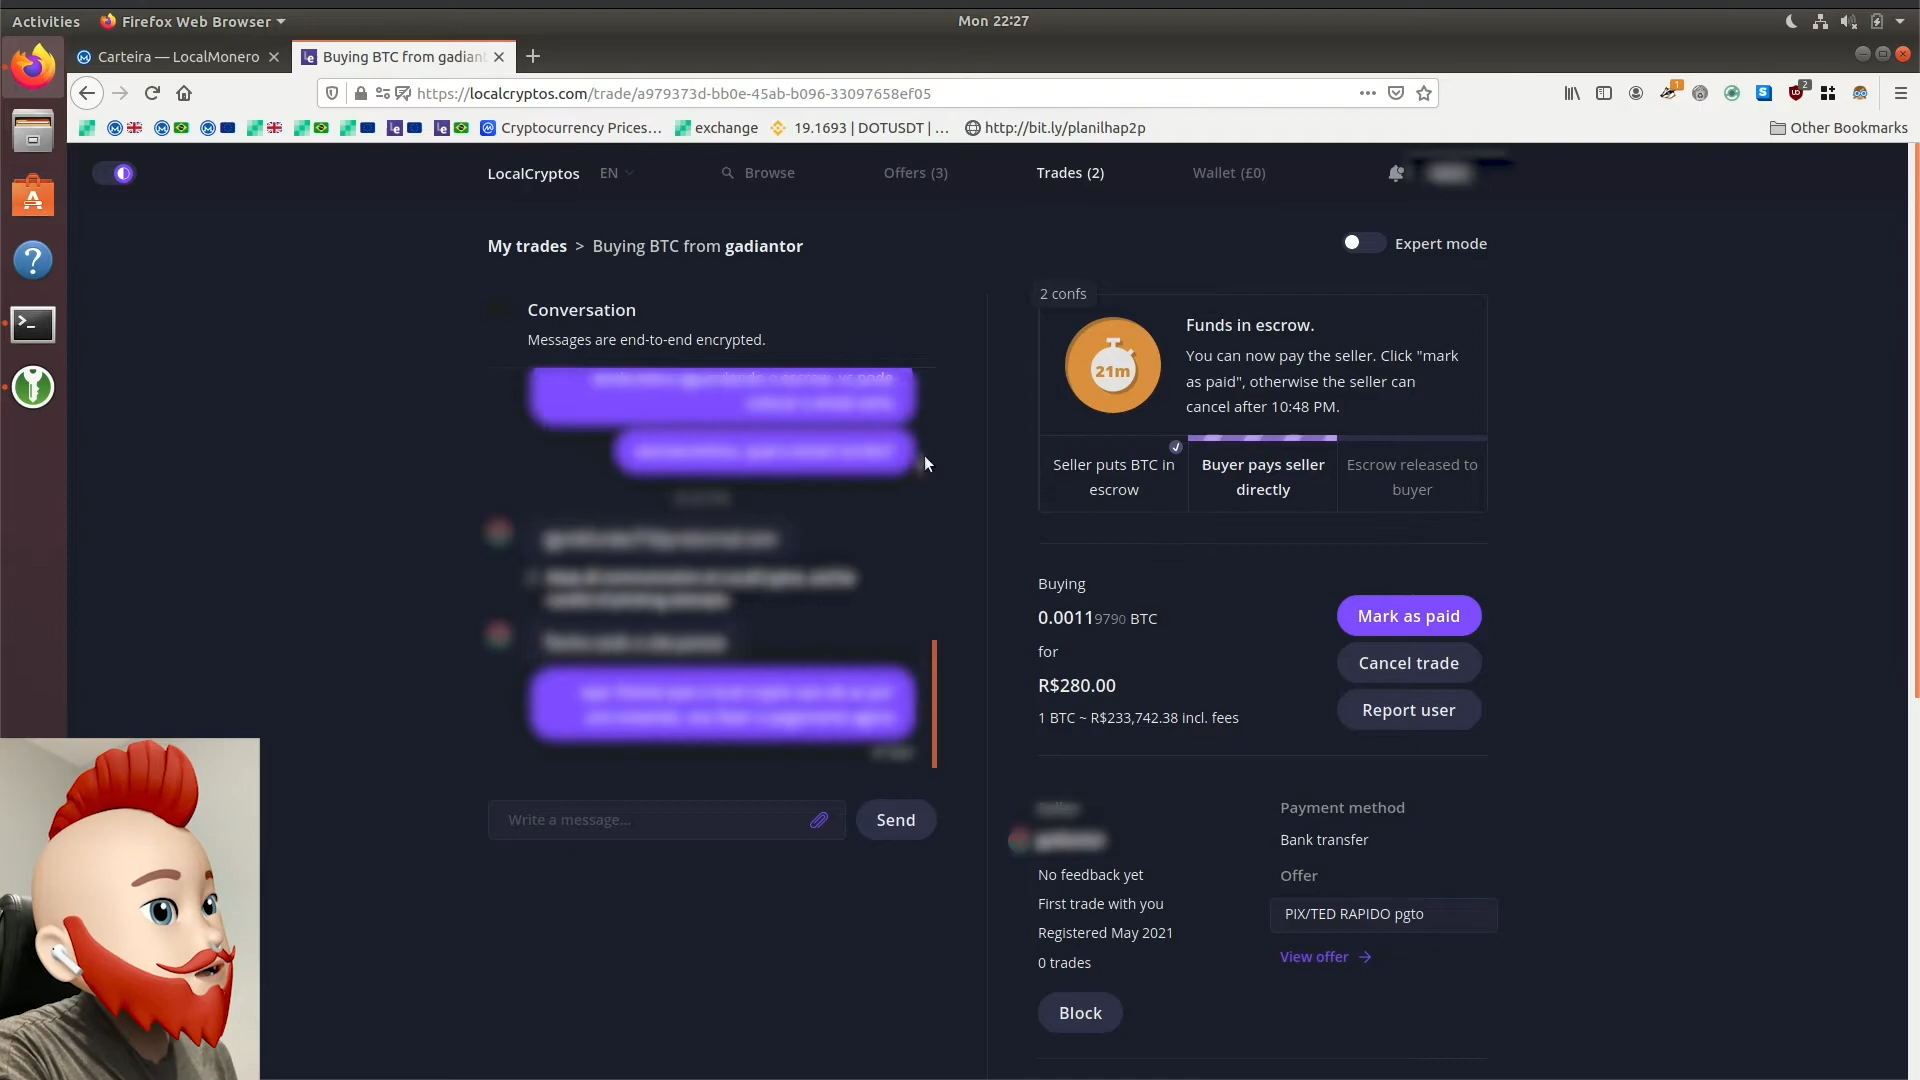 Activities
Firefox Web Browser
Mon 22:27
Carteira — LocalMonero
Buying BTC from gadiant
https://localcryptos.com/trade/a979373d-bb0e-45ab-b096-33097658ef05
Cryptocurrency Prices...
exchange
19.1693 | DOTUSDT | ...
http://bit.ly/planilhap2p
Other Bookmarks
LocalCryptos
EN
Browse
Offers (3)
Trades (2)
Wallet (£0)
My trades > Buying BTC from gadiantor
Expert mode
Conversation
Messages are end-to-end encrypted.
2 confs
21m
Funds in escrow.
You can now pay the seller. Click "mark
as paid", otherwise the seller can
cancel after 10:48 PM.
Seller puts BTC in
escrow
Buyer pays seller
directly
Escrow released to
buyer
Buying
0.00119790 BTC
for
R$280.00
1 BTC ~ R$233,742.38 incl. fees
Mark as paid
Cancel trade
Report user
Write a message...
Send
No feedback yet
First trade with you
Registered May 2021
0 trades
Block
Payment method
Bank transfer
Offer
PIX/TED RAPIDO pgto
View offer